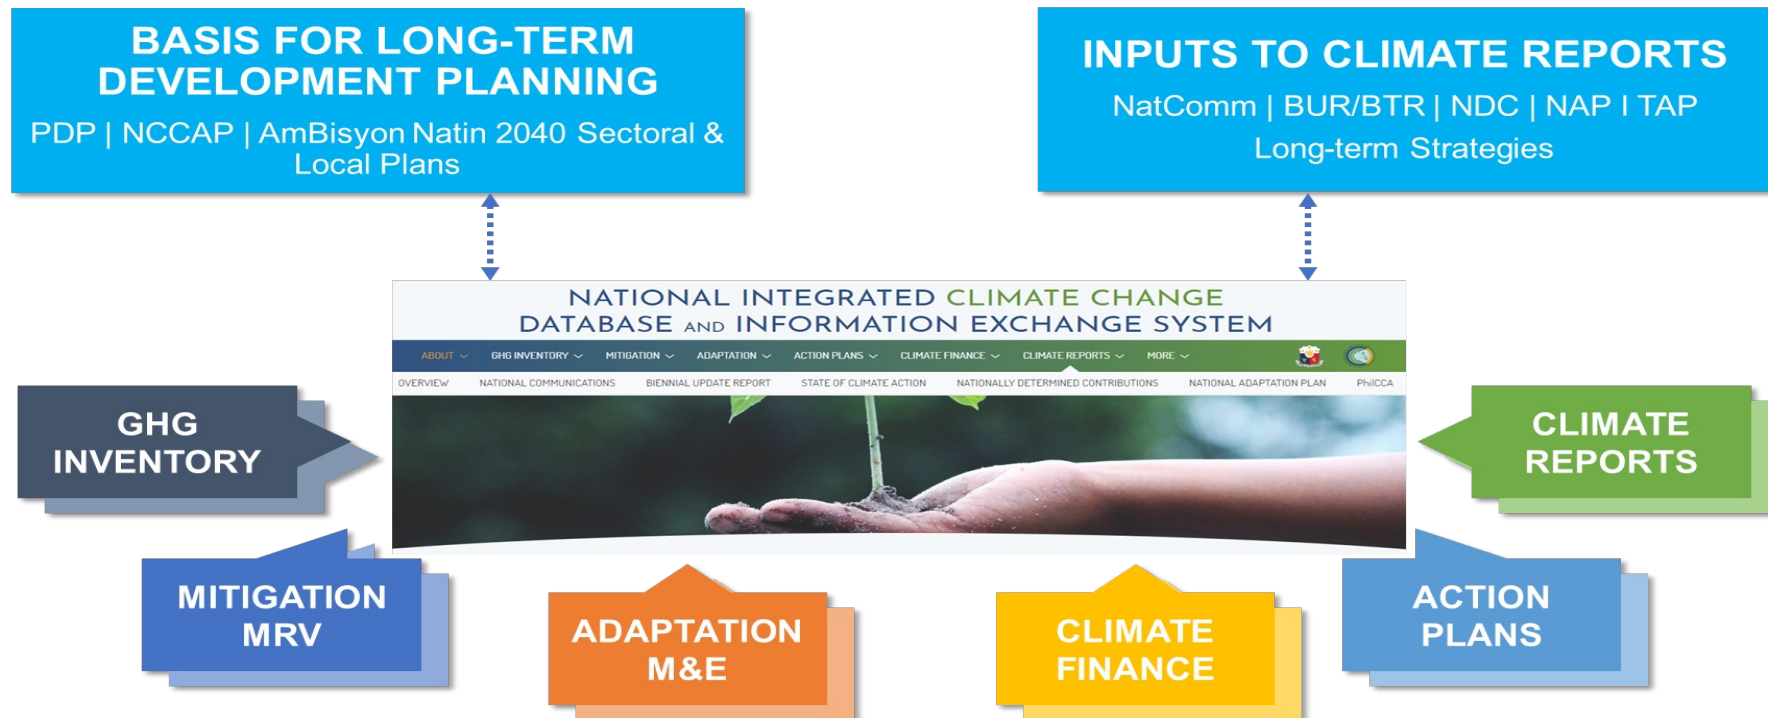 BASIS FOR LONG-TERM
DEVELOPMENT PLANNING
PDP | NCCAP | AmBisyon Natin 2040 Sectoral &
Local Plans
INPUTS TO CLIMATE REPORTS
NatComm | BUR/BTR | NDC | NAP I TAP
Long-term Strategies
NATIONAL INTEGRATED CLIMATE CHANGE
DATABASE AND INFORMATION EXCHANGE SYSTEM
ABOUT GHG INVENTORY MITIGATION ADAPTATION ACTION PLANS CLIMATE FINANCE CLIMATE REPORTS MORE
OVERVIEW NATIONAL COMMUNICATIONS BIENNIAL UPDATE REPORT STATE OF CLIMATE ACTION NATIONALLY DETERMINED CONTRIBUTIONS NATIONAL ADAPTATION PLAN PhilCCA
GHG
INVENTORY
CLIMATE
REPORTS
MITIGATION
MRV
ADAPTATION
M&E
CLIMATE
FINANCE
ACTION
PLANS